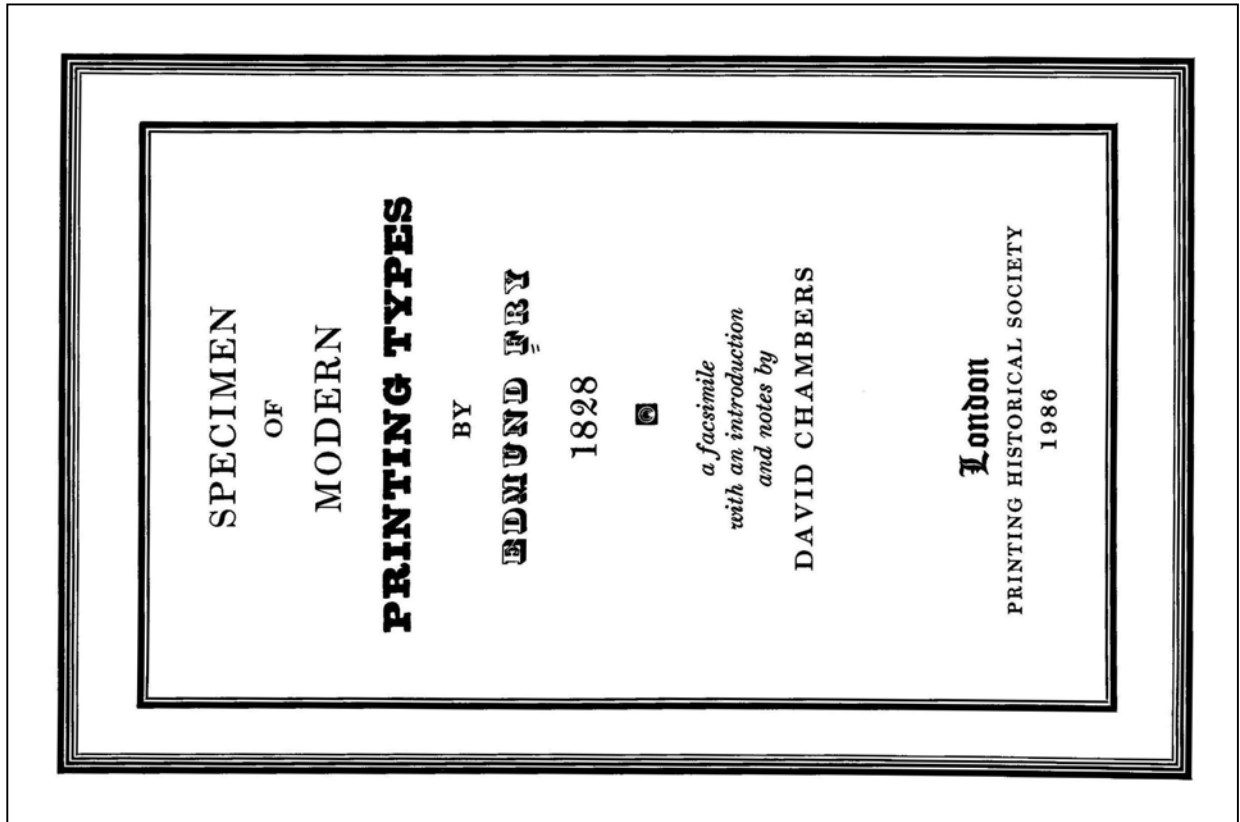 SPECIMEN
OF
MODERN
PRINTING TYPES
BY
EDMUND FRY
1828
a facsimile
with an introduction
and notes by
DAVID CHAMBERS
London
PRINTING HISTORICAL SOCIETY
1986